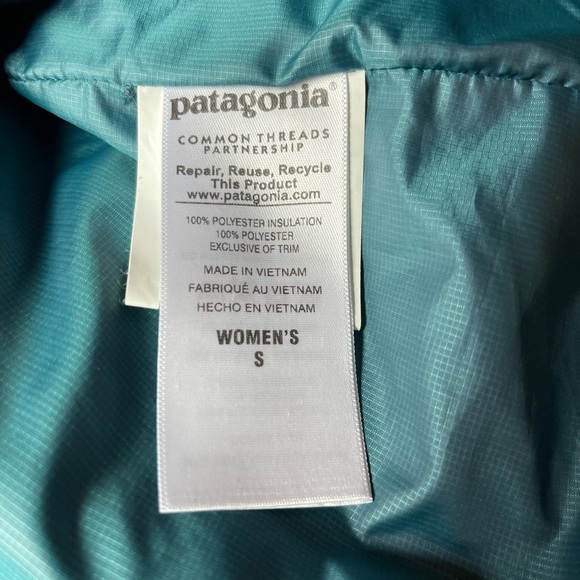 patagonia®
COMMON THREADS
PARTNERSHIP
Repair, Reuse, Recycle
This Product
www.patagonia.com
100% POLYESTER INSULATION
100% POLYESTER
EXCLUSIVE OF TRIM
MADE IN VIETNAM
FABRIQUÉ AU VIETNAM
HECHO EN VIETNAM
WOMEN'S
S